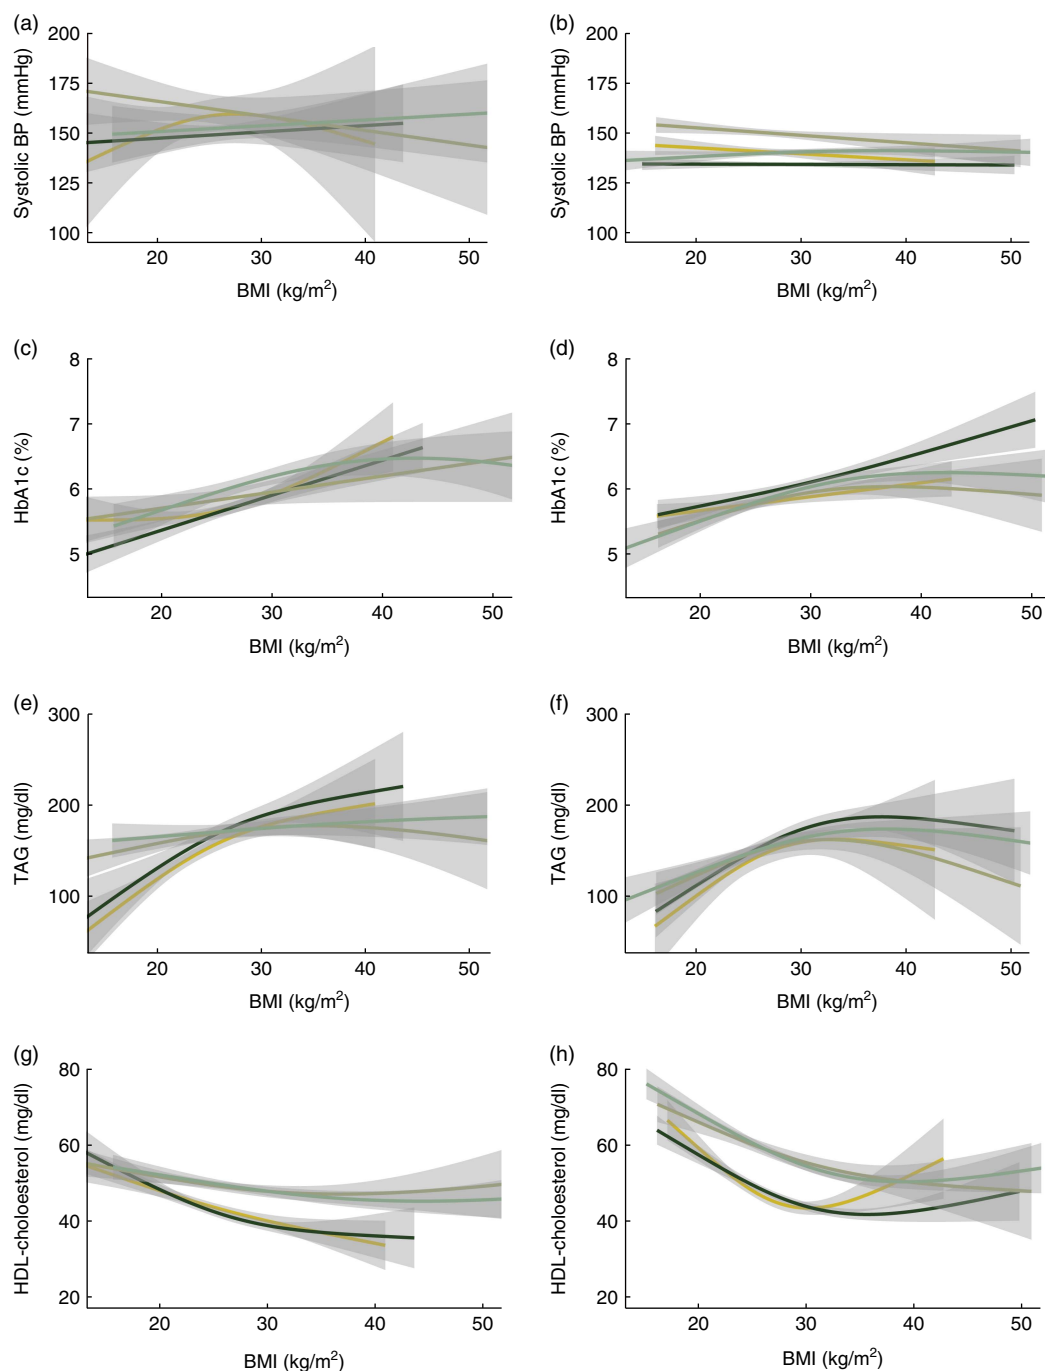 (a)
200
175
150
125
100
Systolic BP (mmHg)
20 30 40 50
BMI (kg/m²)
(b)
200
175
150
125
100
Systolic BP (mmHg)
20 30 40 50
BMI (kg/m²)
(c)
8
7
6
5
HbA1c (%)
20 30 40 50
BMI (kg/m²)
(d)
8
7
6
5
HbA1c (%)
20 30 40 50
BMI (kg/m²)
(e)
300
200
100
TAG (mg/dl)
20 30 40 50
BMI (kg/m²)
(f)
300
200
100
TAG (mg/dl)
20 30 40 50
BMI (kg/m²)
(g)
80
60
40
20
HDL-choloesterol (mg/dl)
20 30 40 50
BMI (kg/m²)
(h)
80
60
40
20
HDL-choloesterol (mg/dl)
20 30 40 50
BMI (kg/m²)